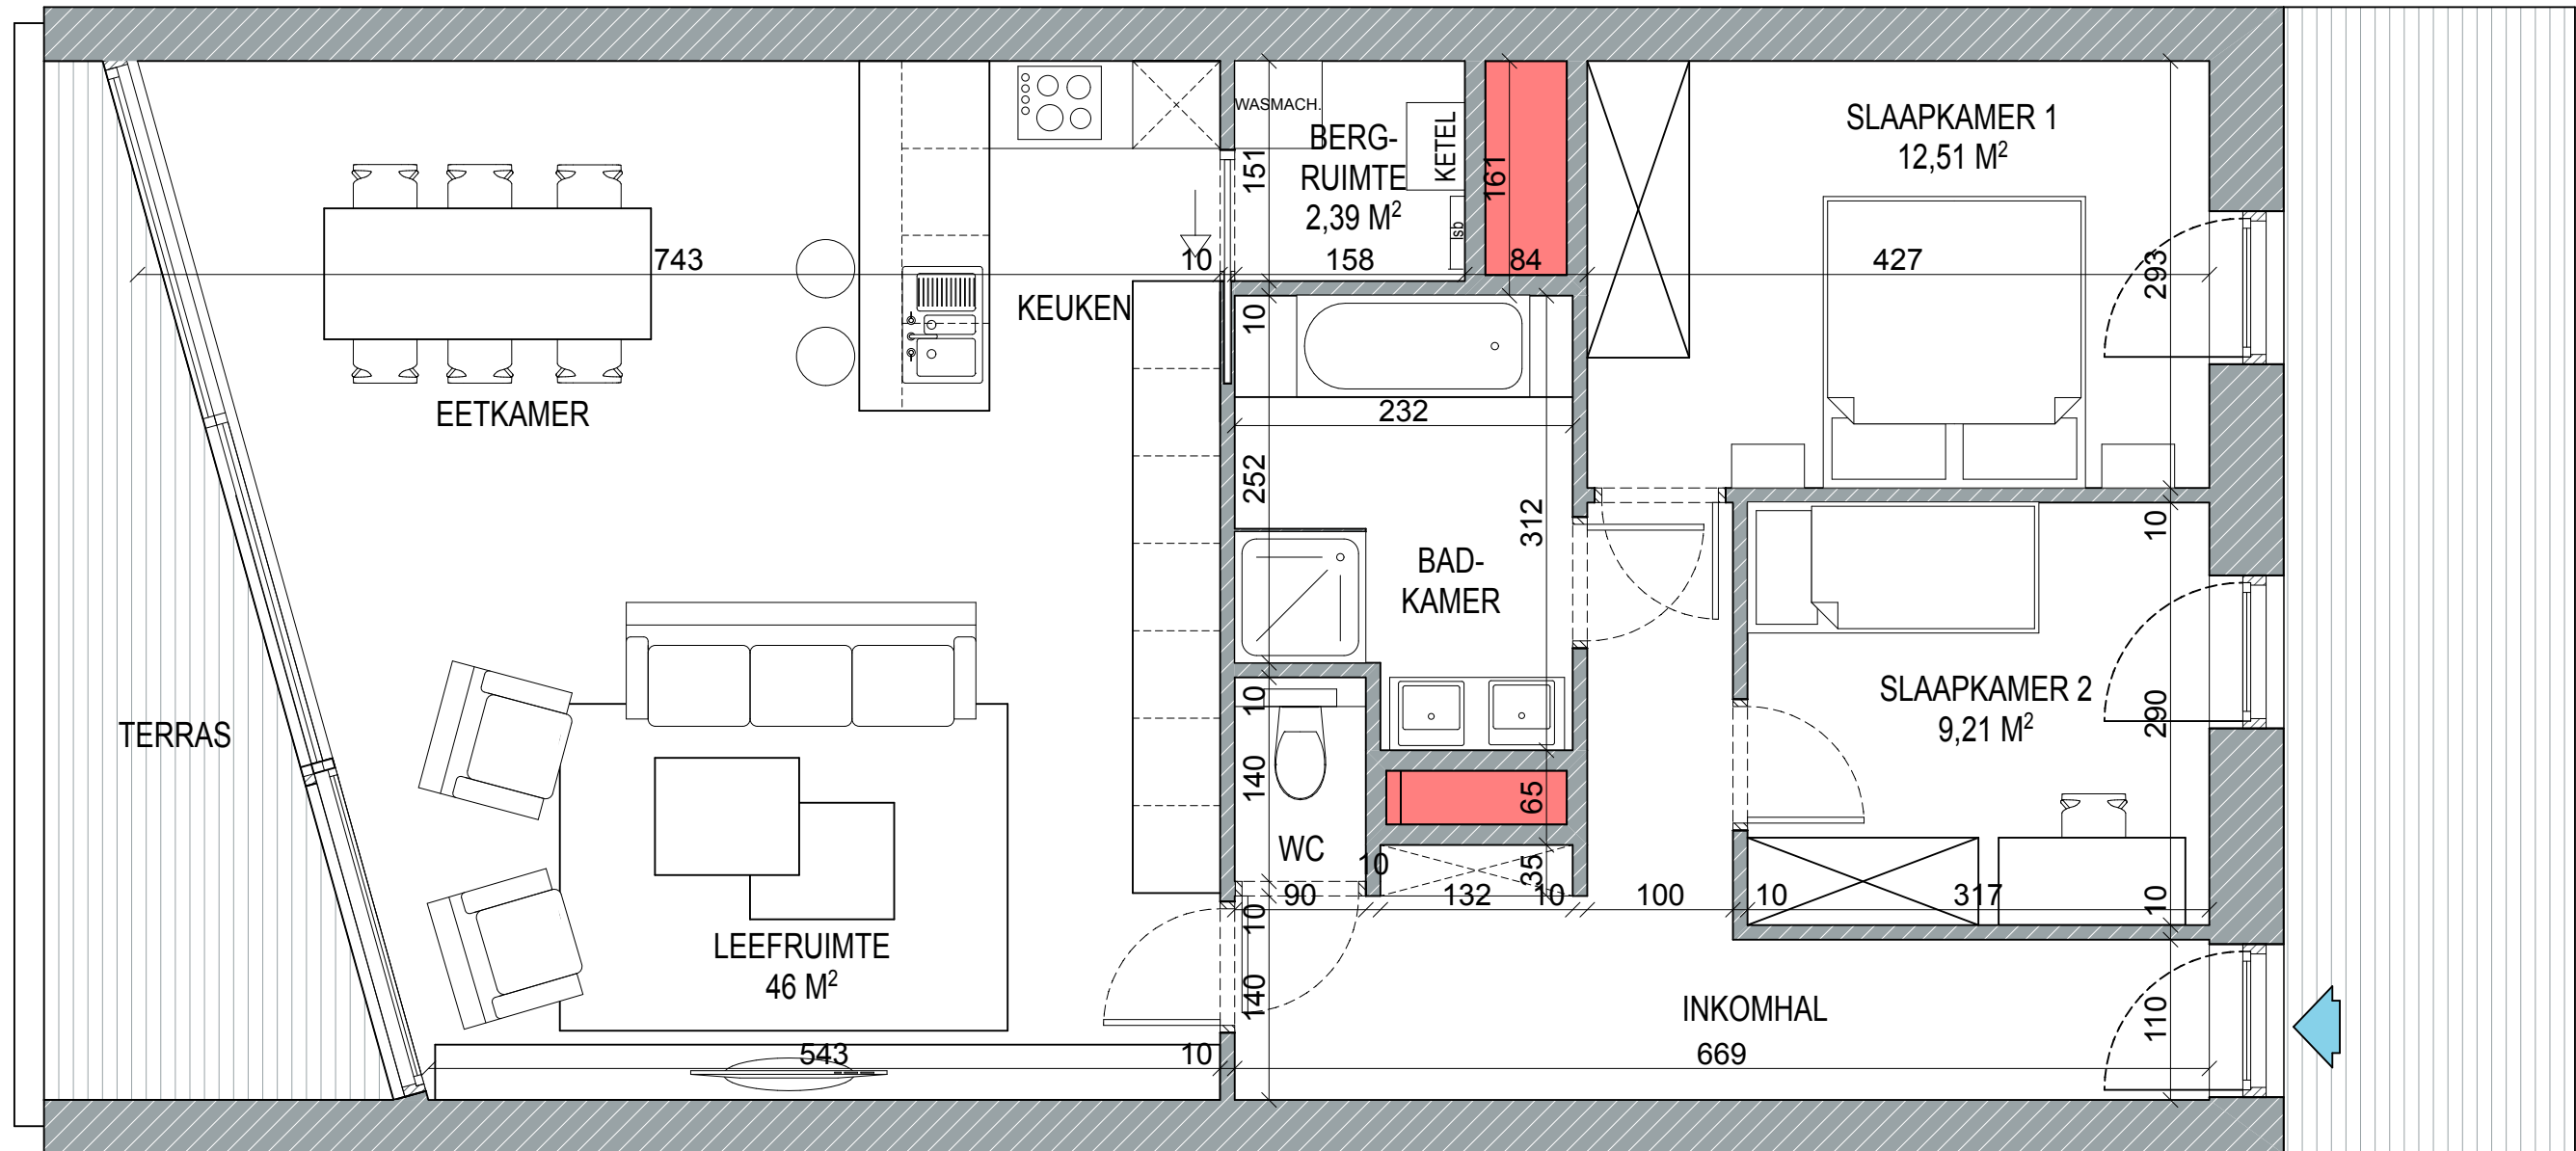 WASMACH.
BERG-
RUIMTE
2,39 M²
KETEL
sb
151
161
SLAAPKAMER 1
12,51 M²
743
10
158
84
427
293
KEUKEN
10
EETKAMER
232
252
312
10
BAD-
KAMER
SLAAPKAMER 2
9,21 M²
290
TERRAS
10
140
65
WC
10
35
90
132
10
100
10
317
10
10
LEEFRUIMTE
46 M²
140
INKOMHAL
110
543
10
669